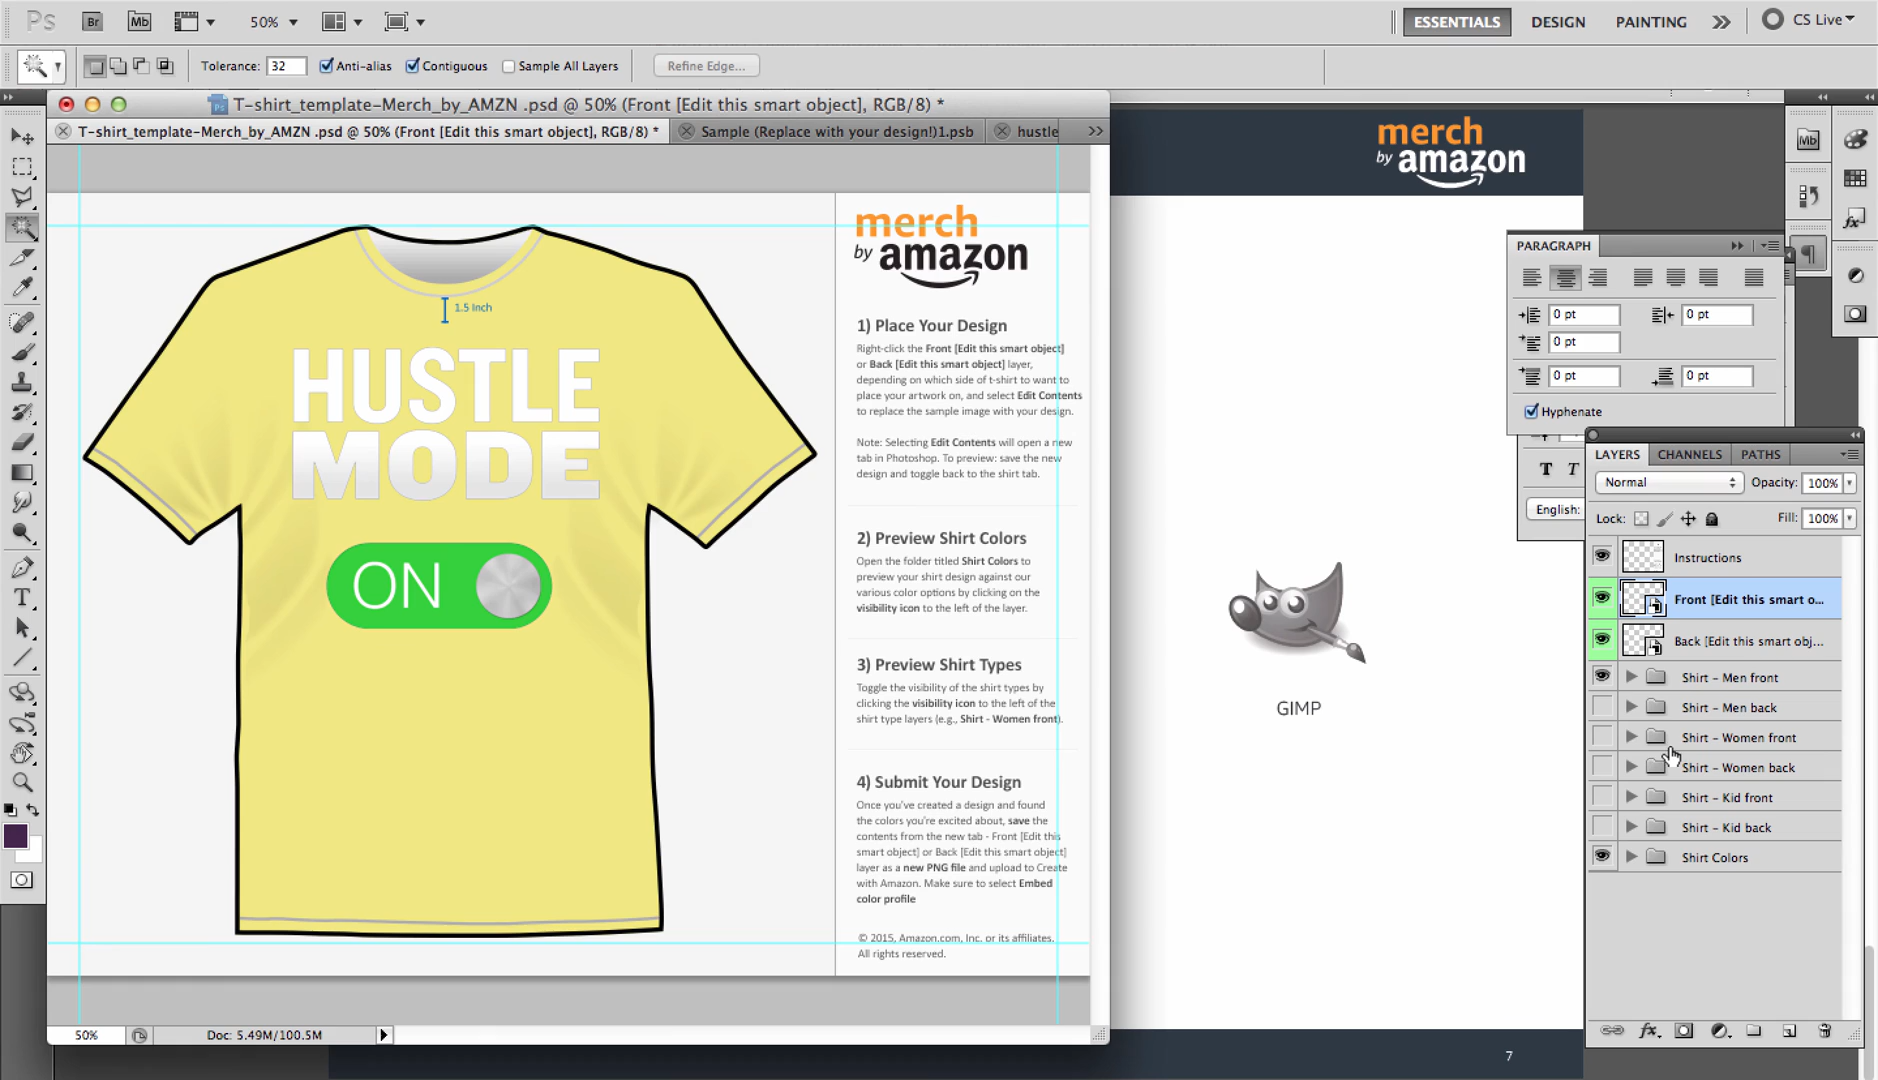 Ps Br Mb 50% ESSENTIALS DESIGN PAINTING CS Live
Tolerance: 32 Anti-alias Contiguous Sample All Layers Refine Edge...
T-shirt_template-Merch_by_AMZN .psd @ 50% (Front [Edit this smart object], RGB/8) *
T-shirt_template-Merch_by_AMZN .psd @ 50% (Front [Edit this smart object], RGB/8) *
Sample (Replace with your design!)1.psb
hustle
merch
by amazon
1.5 Inch
HUSTLE
MODE
ON
merch
by amazon
1) Place Your Design
Right-click the Front [Edit this smart object]
or Back [Edit this smart object] layer,
depending on which side of t-shirt to want to
place your artwork on, and select Edit Contents
to replace the sample image with your design.
Note: Selecting Edit Contents will open a new
tab in Photoshop. To preview: save the new
design and toggle back to the shirt tab.
2) Preview Shirt Colors
Open the folder titled Shirt Colors to
preview your shirt design against our
various color options by clicking on the
visibility icon to the left of the layer.
3) Preview Shirt Types
Toggle the visibility of the shirt types by
clicking the visibility icon to the left of the
shirt type layers (e.g., Shirt - Women front).
4) Submit Your Design
Once you've created a design and found
the colors you're excited about, save the
contents from the new tab - Front [Edit this
smart object] or Back [Edit this smart object]
layer as a new PNG file and upload to Create
with Amazon. Make sure to select Embed
color profile
© 2015, Amazon.com, Inc. or its affiliates.
All rights reserved.
50% Doc: 5.49M/100.5M
GIMP
7
Mb
PARAGRAPH
0 pt 0 pt
0 pt
0 pt 0 pt
Hyphenate
T T
English:
LAYERS CHANNELS PATHS
Normal Opacity: 100%
Lock: Fill: 100%
Instructions
Front [Edit this smart o...
Back [Edit this smart obj...
Shirt - Men front
Shirt - Men back
Shirt - Women front
Shirt - Women back
Shirt - Kid front
Shirt - Kid back
Shirt Colors
fx